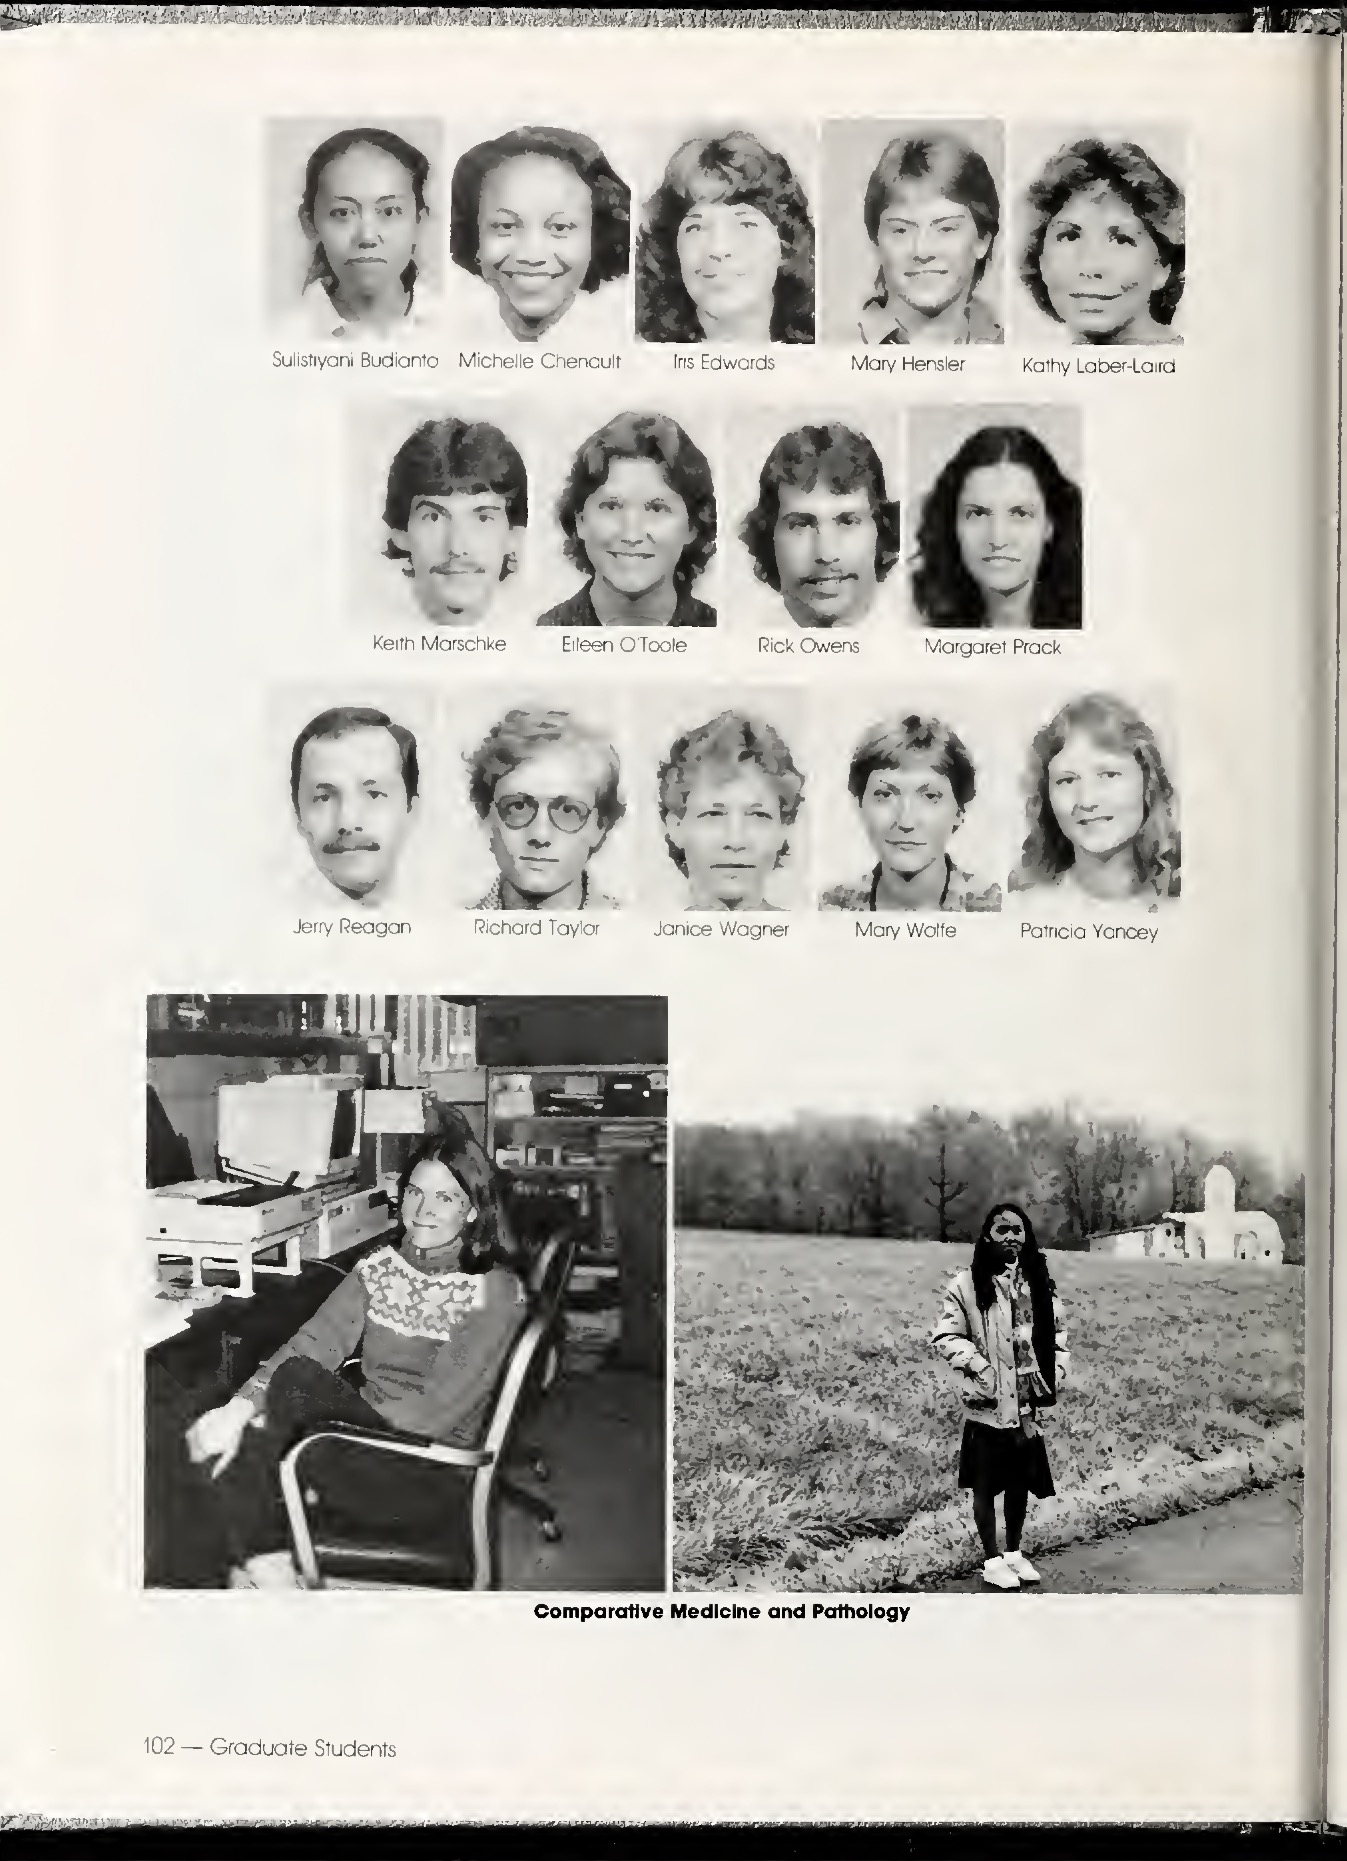 Sulistiyani Budianto Michelle Chenault Iris Edwards Mary Hensler Kathy Laber-Laird
Keith Marschke Eileen O'Toole Rick Owens Margaret Prack
Jerry Reagan Richard Taylor Janice Wagner Mary Wolfe Patricia Yancey
Comparative Medicine and Pathology
102 — Graduate Students